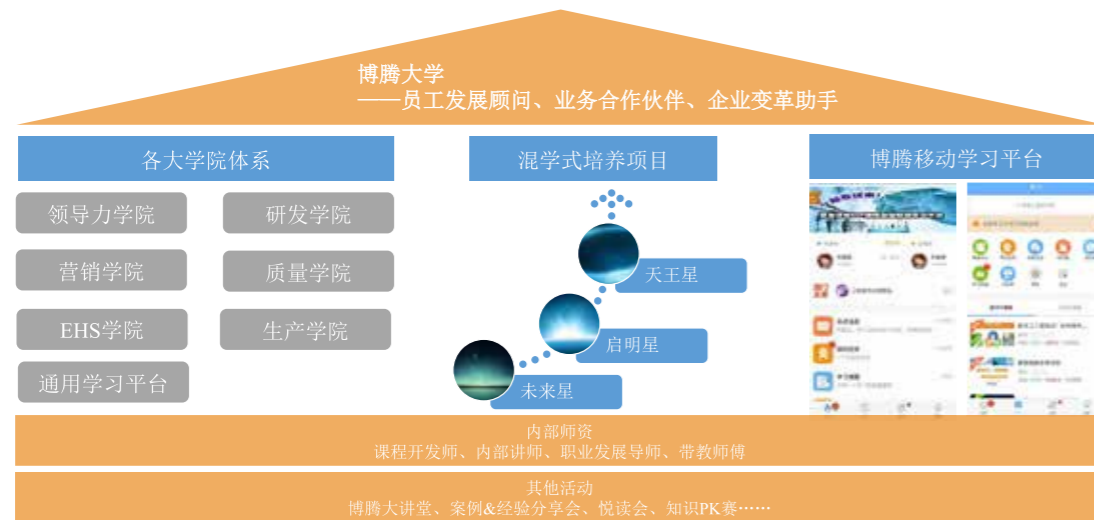 博腾大学
——员工发展顾问、业务合作伙伴、企业变革助手
各大学院体系
领导力学院
研发学院
营销学院
质量学院
EHS学院
生产学院
通用学习平台
混学式培养项目
天王星
启明星
未来星
博腾移动学习平台
内部师资
课程开发师、内部讲师、职业发展导师、带教师傅
其他活动
博腾大讲堂、案例&经验分享会、悦读会、知识PK赛……